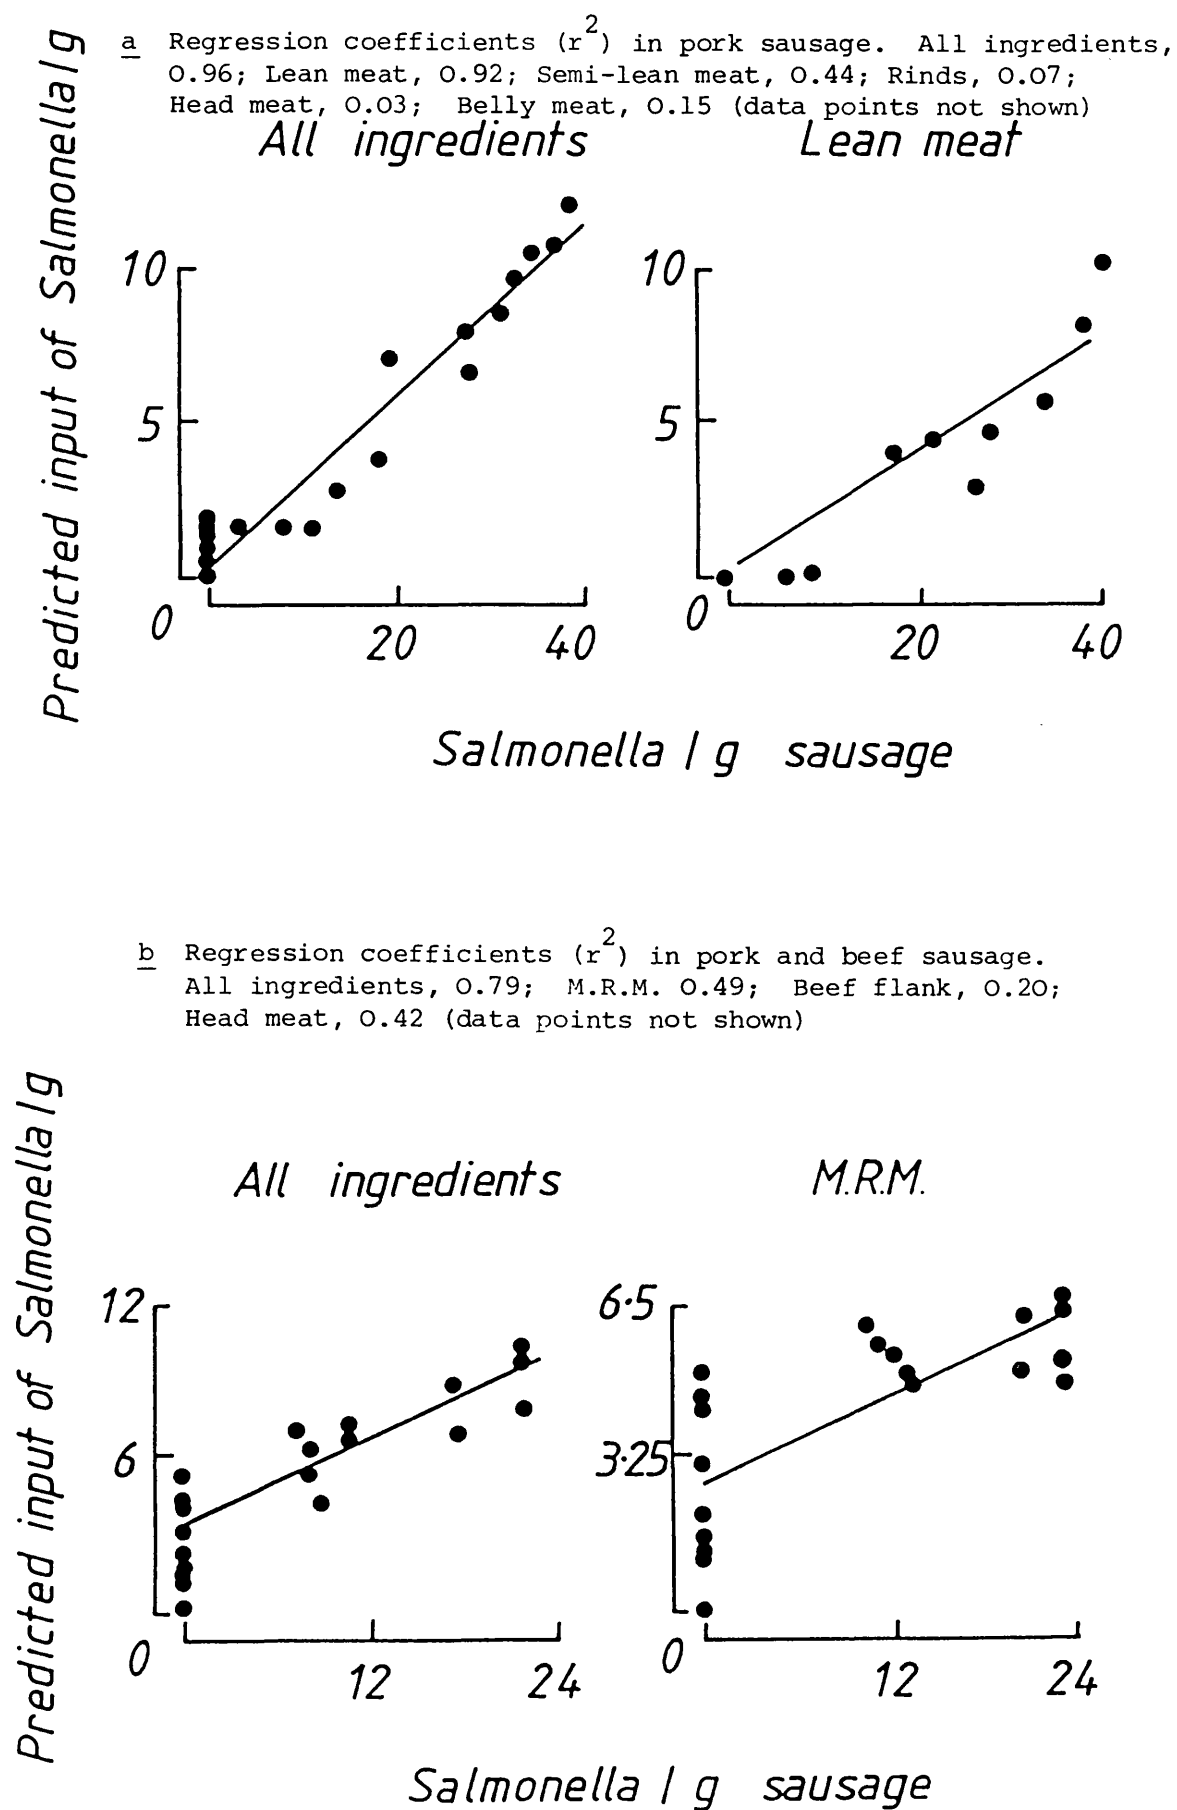 a Regression coefficients (r2) in pork sausage. All ingredients,
0.96; Lean meat, 0.92; Semi-lean meat, 0.44; Rinds, 0.07;
Head meat, 0.03; Belly meat, 0.15 (data points not shown)
Predicted input of Salmonella/g
All ingredients
10
5
0
20
40
Lean meat
10
5
0
20
40
Salmonella/g sausage
b Regression coefficients (r2) in pork and beef sausage.
All ingredients, 0.79; M.R.M. 0.49; Beef flank, 0.20;
Head meat, 0.42 (data points not shown)
Predicted input of Salmonella/g
All ingredients
12
6
0
12
24
M.R.M.
6·5
3·25
0
12
24
Salmonella/g sausage